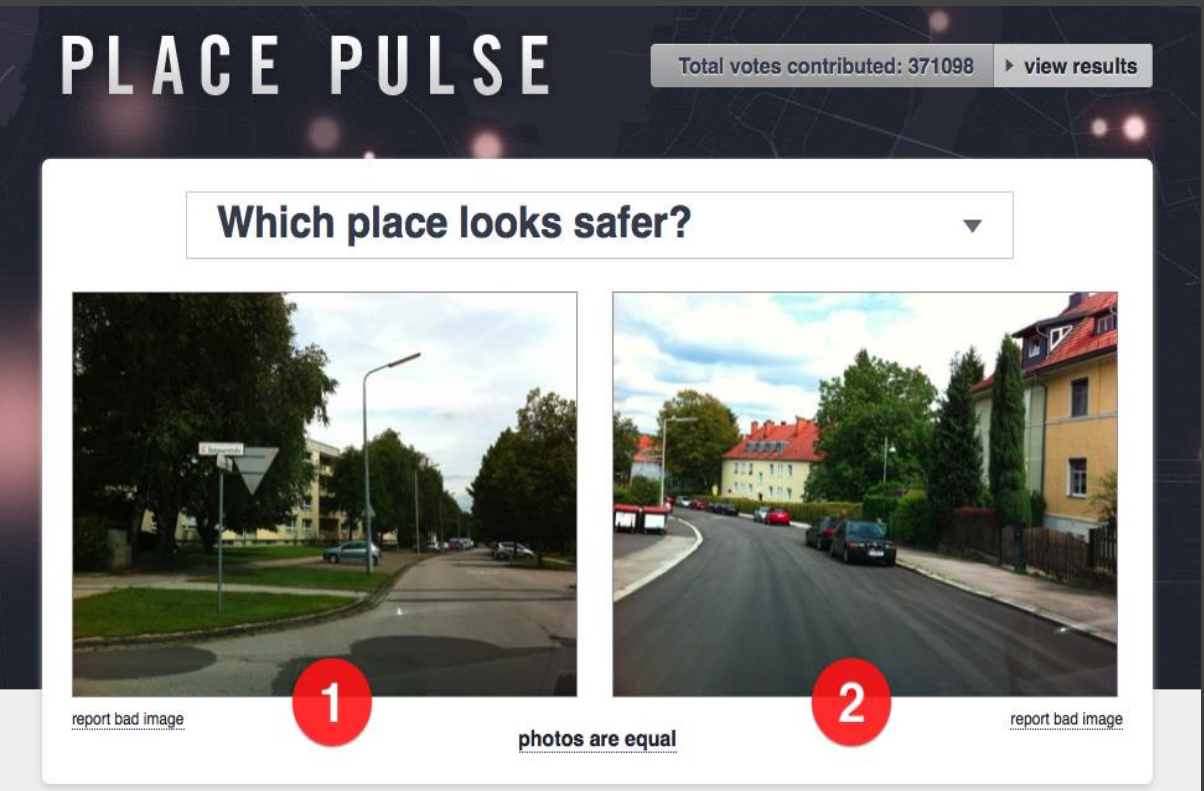 PLACE PULSE
Total votes contributed: 371098
view results
Which place looks safer?
1
2
report bad image
photos are equal
report bad image